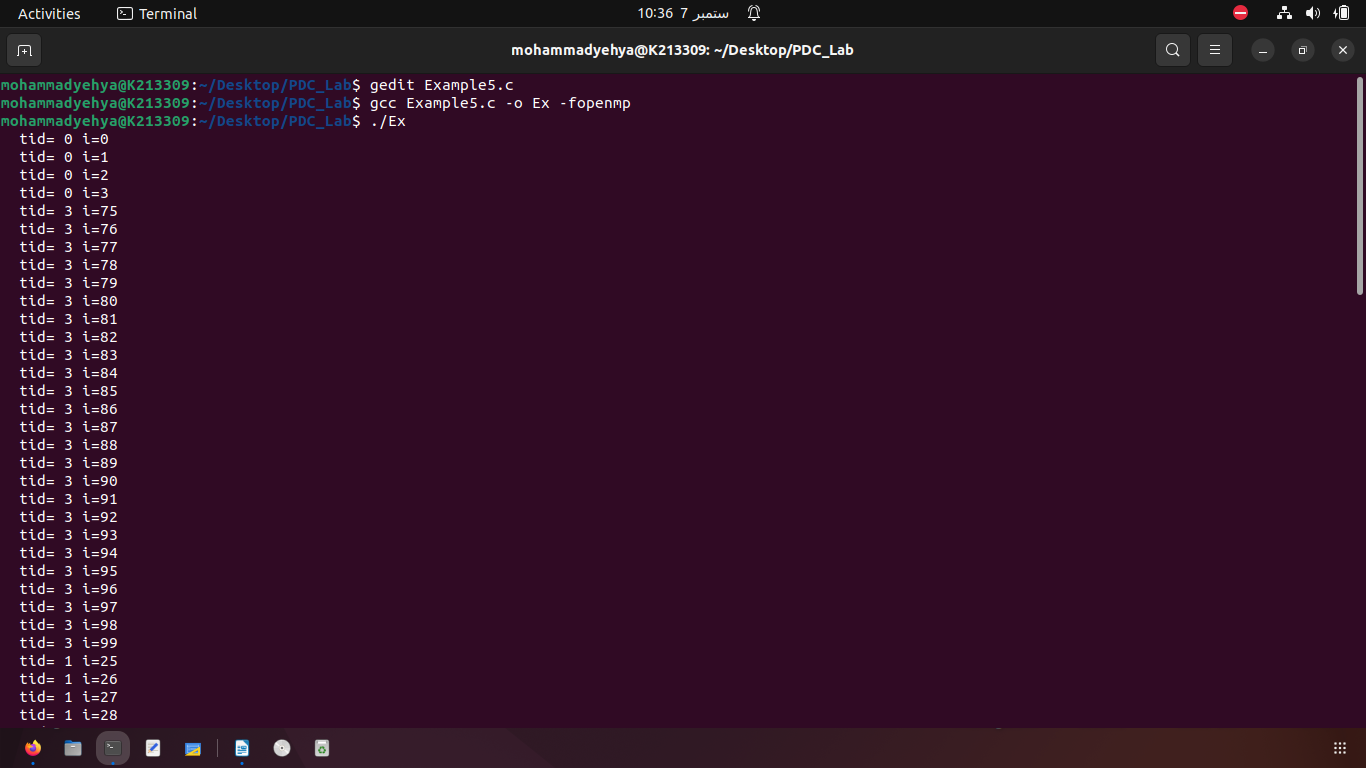 Activities Terminal 10:36 7 ستمبر
mohammadyehya@K213309: ~/Desktop/PDC_Lab
mohammadyehya@K213309:~/Desktop/PDC_Lab$ gedit Example5.c
mohammadyehya@K213309:~/Desktop/PDC_Lab$ gcc Example5.c -o Ex -fopenmp
mohammadyehya@K213309:~/Desktop/PDC_Lab$ ./Ex
tid= 0 i=0
tid= 0 i=1
tid= 0 i=2
tid= 0 i=3
tid= 3 i=75
tid= 3 i=76
tid= 3 i=77
tid= 3 i=78
tid= 3 i=79
tid= 3 i=80
tid= 3 i=81
tid= 3 i=82
tid= 3 i=83
tid= 3 i=84
tid= 3 i=85
tid= 3 i=86
tid= 3 i=87
tid= 3 i=88
tid= 3 i=89
tid= 3 i=90
tid= 3 i=91
tid= 3 i=92
tid= 3 i=93
tid= 3 i=94
tid= 3 i=95
tid= 3 i=96
tid= 3 i=97
tid= 3 i=98
tid= 3 i=99
tid= 1 i=25
tid= 1 i=26
tid= 1 i=27
tid= 1 i=28